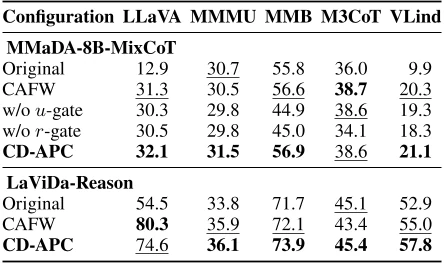 Configuration LLaVA MMMU MMB M3CoT VLind
MMaDA-8B-MixCoT
Original 12.9 30.7 55.8 36.0 9.9
CAFW 31.3 30.5 56.6 38.7 20.3
w/o u-gate 30.3 29.8 44.9 38.6 19.3
w/o r-gate 30.5 29.8 45.0 34.1 18.3
CD-APC 32.1 31.5 56.9 38.6 21.1
LaViDa-Reason
Original 54.5 33.8 71.7 45.1 52.9
CAFW 80.3 35.9 72.1 43.4 55.0
CD-APC 74.6 36.1 73.9 45.4 57.8